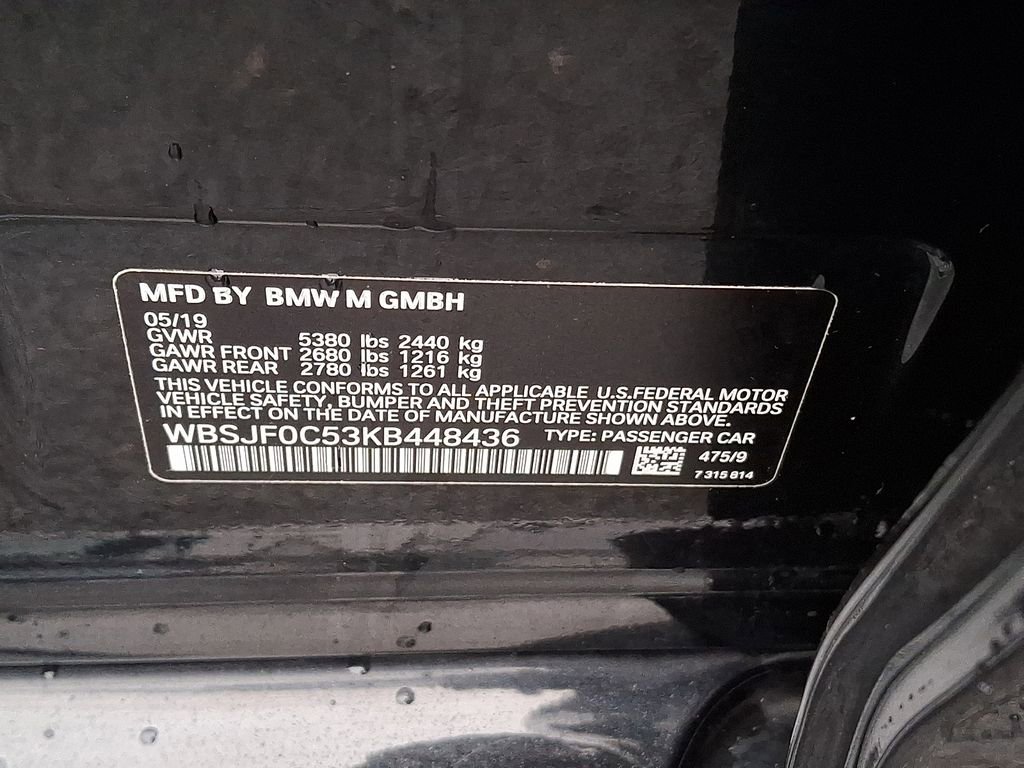 MFD BY BMW M GMBH
05/19
GVWR 5380 lbs 2440 kg
GAWR FRONT 2680 lbs 1216 kg
GAWR REAR 2780 lbs 1261 kg
THIS VEHICLE CONFORMS TO ALL APPLICABLE U.S.FEDERAL MOTOR
VEHICLE SAFETY, BUMPER AND THEFT PREVENTION STANDARDS
IN EFFECT ON THE DATE OF MANUFACTURE SHOWN ABOVE.
WBSJF0C53KB448436 TYPE: PASSENGER CAR
475/9
7 315 814